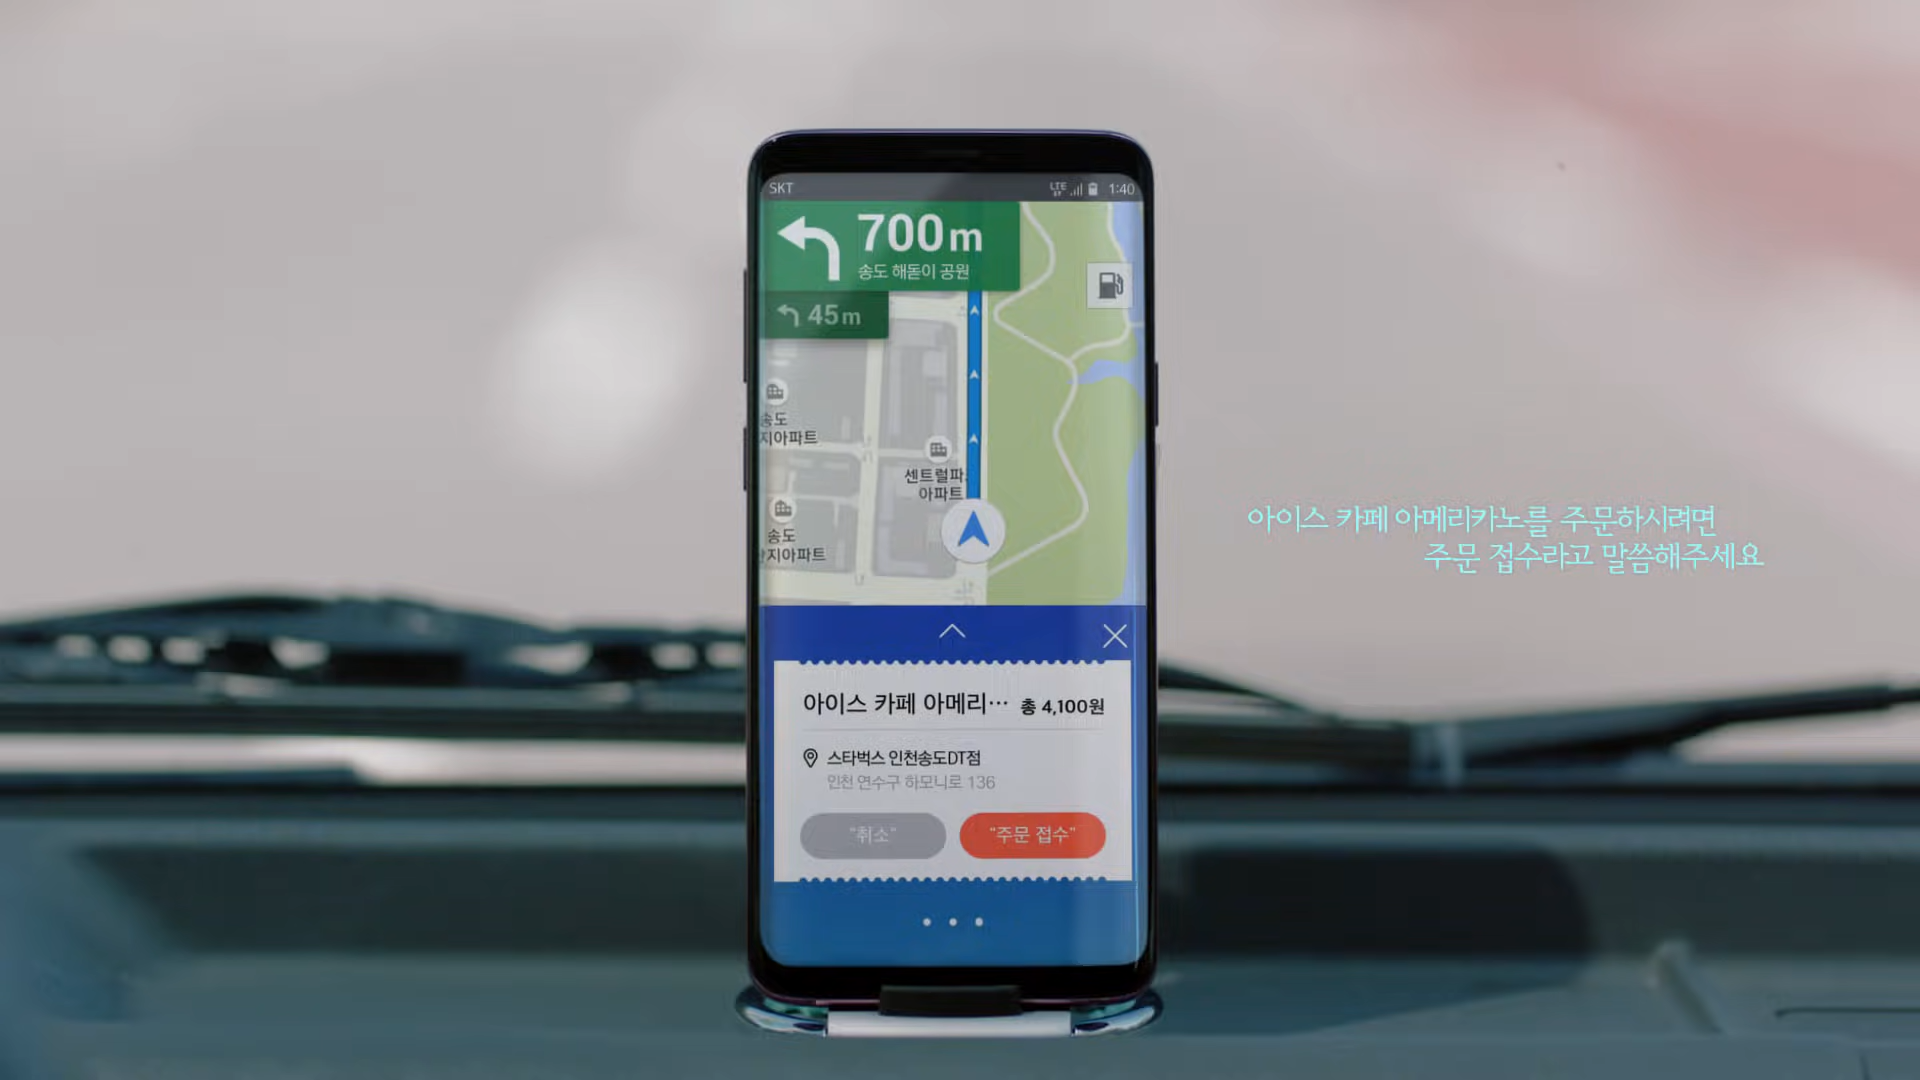 SKT
LTE
1:40
700m
송도 해돋이 공원
45m
송도
지아파트
센트럴파
아파트
송도
지아파트
아이스 카페 아메리카노를 주문하시려면
주문 접수라고 말씀해주세요
아이스 카페 아메리… 총 4,100원
스타벅스 인천송도DT점
인천 연수구 하모니로 136
"취소"
"주문 접수"